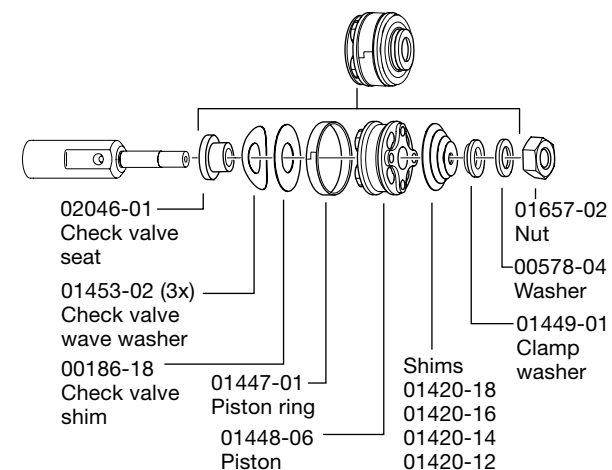 02046-01
Check valve
seat
01453-02 (3x)
Check valve
wave washer
00186-18
Check valve
shim
01447-01
Piston ring
01448-06
Piston
Shims
01420-18
01420-16
01420-14
01420-12
01657-02
Nut
00578-04
Washer
01449-01
Clamp
washer